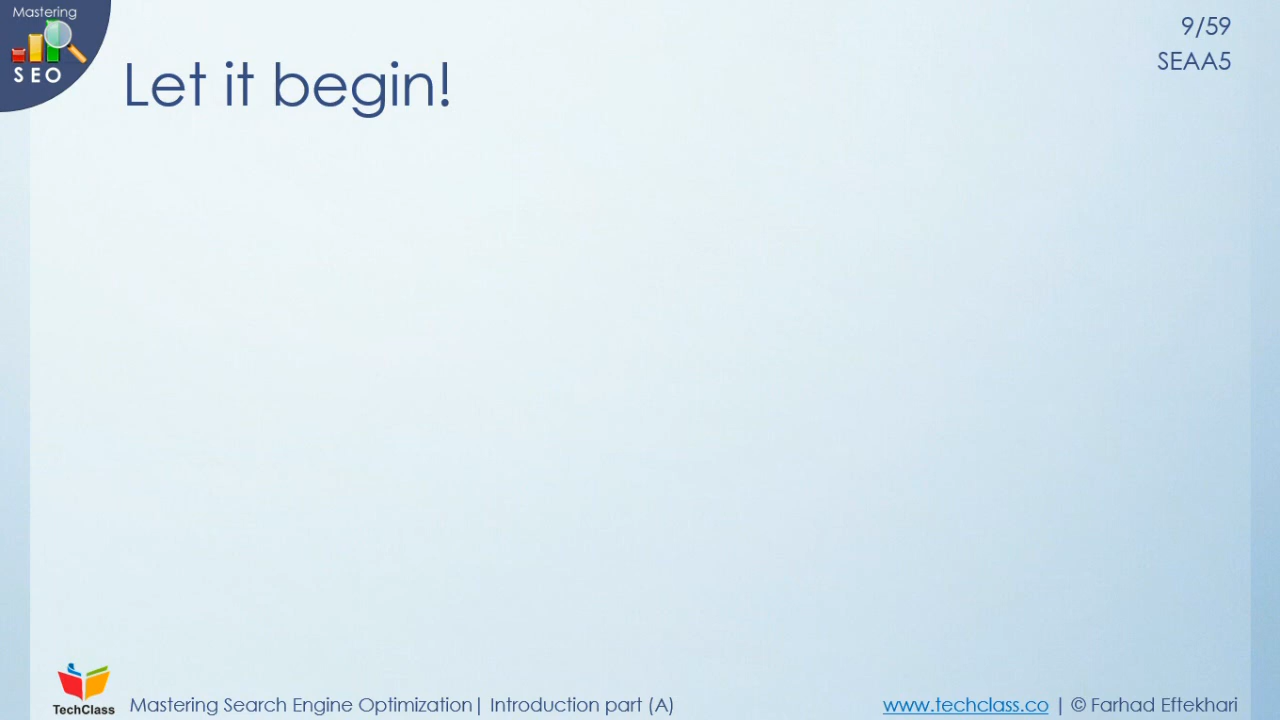 Mastering
SEO
9/59
SEAA5
Let it begin!
TechClass
Mastering Search Engine Optimization| Introduction part (A)
www.techclass.co | © Farhad Eftekhari